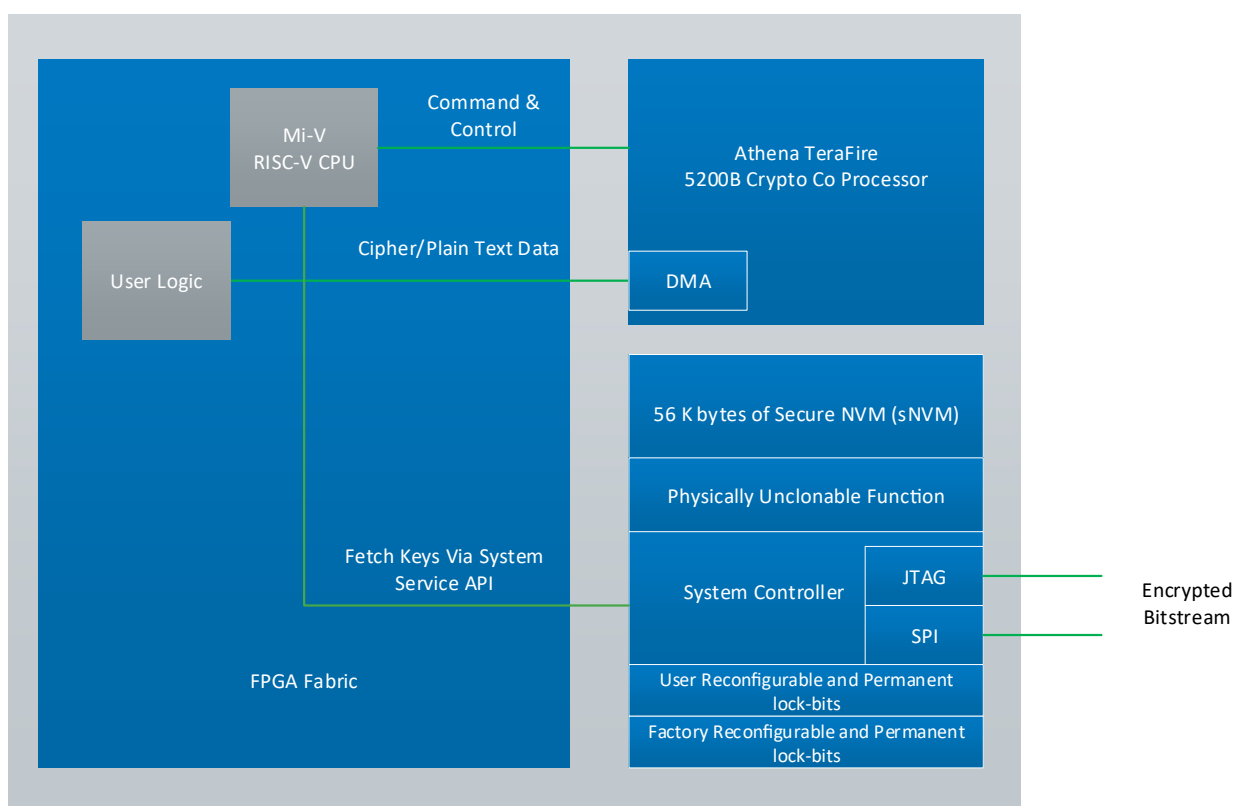 Command &
Control
Mi-V
RISC-V CPU
Athena TeraFire
5200B Crypto Co Processor
Cipher/Plain Text Data
User Logic
DMA
56 K bytes of Secure NVM (sNVM)
Physically Unclonable Function
Fetch Keys Via System
Service API
System Controller
JTAG
SPI
Encrypted
Bitstream
FPGA Fabric
User Reconfigurable and Permanent
lock-bits
Factory Reconfigurable and Permanent
lock-bits